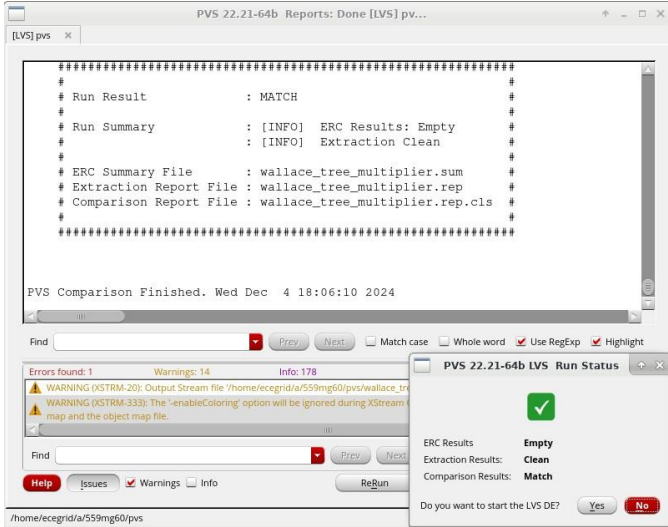 PVS 22.21-64b Reports: Done [LVS] pv...
[LVS] pvs
#############################################################
# #
# Run Result : MATCH #
# #
# Run Summary : [INFO] ERC Results: Empty #
# : [INFO] Extraction Clean #
# #
# ERC Summary File : wallace_tree_multiplier.sum #
# Extraction Report File : wallace_tree_multiplier.rep #
# Comparison Report File : wallace_tree_multiplier.rep.cls #
# #
#############################################################
PVS Comparison Finished. Wed Dec 4 18:06:10 2024
Find Prev Next Match case Whole word Use RegExp Highlight
Errors found: 1 Warnings: 14 Info: 178
WARNING (XSTRM-20): Output Stream file '/home/ecegrid/a/559mg60/pvs/wallace_tre
WARNING (XSTRM-333): The '-enableColoring' option will be ignored during XStream
map and the object map file.
Find Prev Next
Help Issues Warnings Info ReRun
/home/ecegrid/a/559mg60/pvs
PVS 22.21-64b LVS Run Status
ERC Results Empty
Extraction Results: Clean
Comparison Results: Match
Do you want to start the LVS DE? Yes No